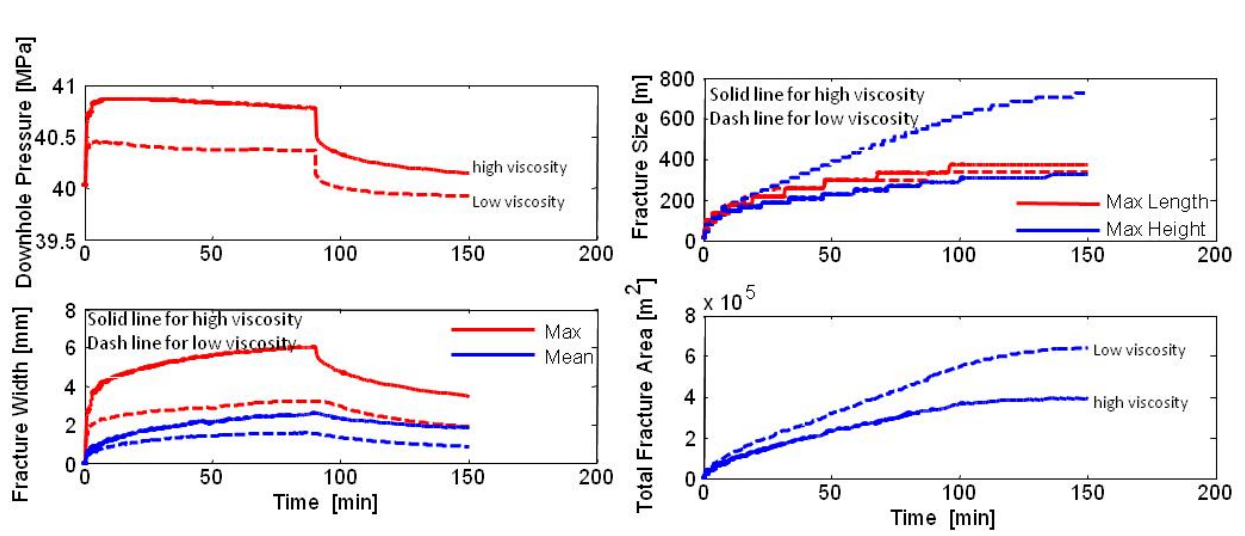 Downhole Pressure [MPa]
41
40.5
40
39.5
0
50
100
150
200
high viscosity
Low viscosity
Fracture Size [m]
800
600
400
200
0
0
50
100
150
200
Solid line for high viscosity
Dash line for low viscosity
Max Length
Max Height
Fracture Width [mm]
8
6
4
2
0
0
50
100
150
200
Time [min]
Solid line for high viscosity
Dash line for low viscosity
Max
Mean
Total Fracture Area [m²]
x 10⁵
8
6
4
2
0
0
50
100
150
200
Time [min]
Low viscosity
high viscosity